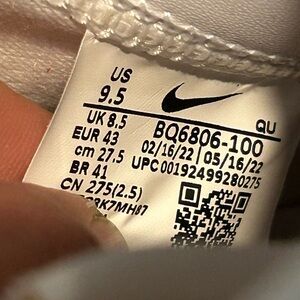 US
9.5
UK 8.5
EUR 43
cm 27.5
BR 41
CN 275(2.5)
QU
BQ6806-100
02/16/22 05/16/22
UPC 00192499280275